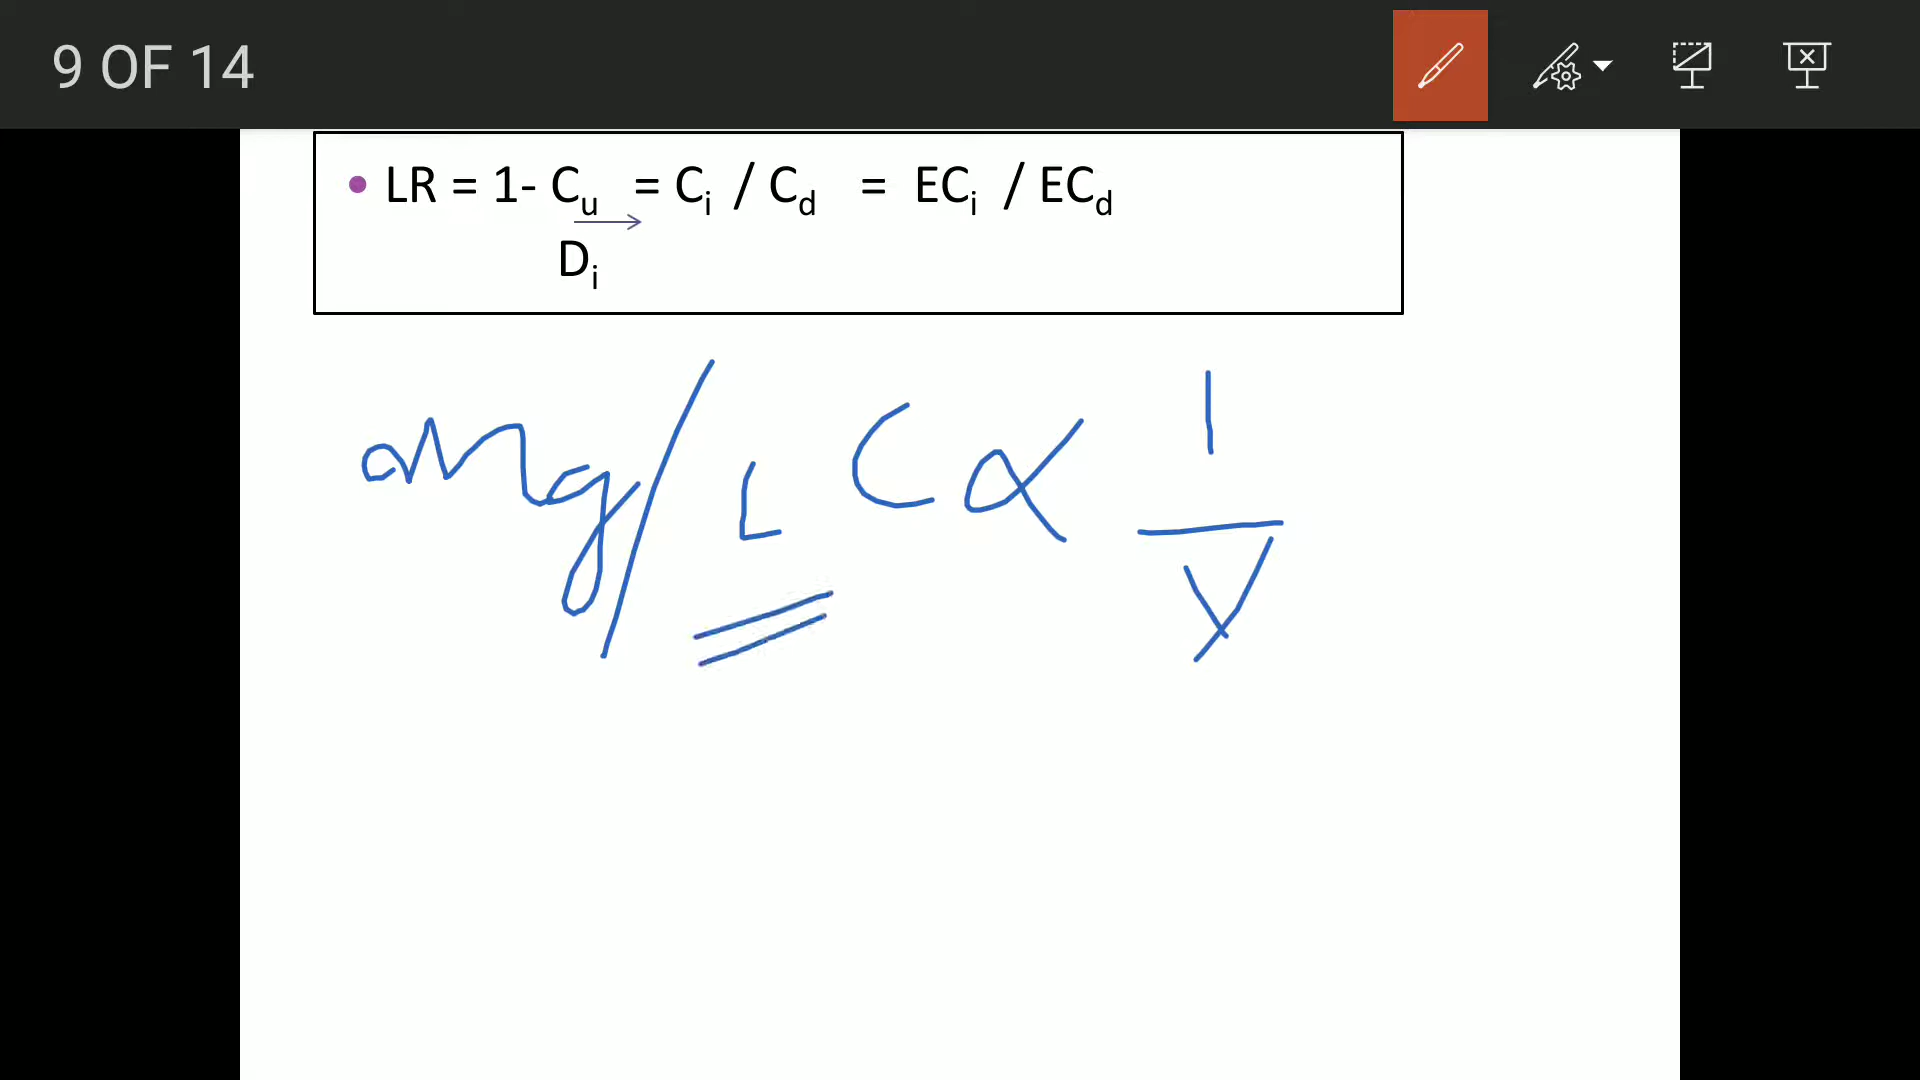 9 OF 14
• LR = 1- Cu = Ci / Cd = ECi / ECd
Di
mg/L C α 1
V